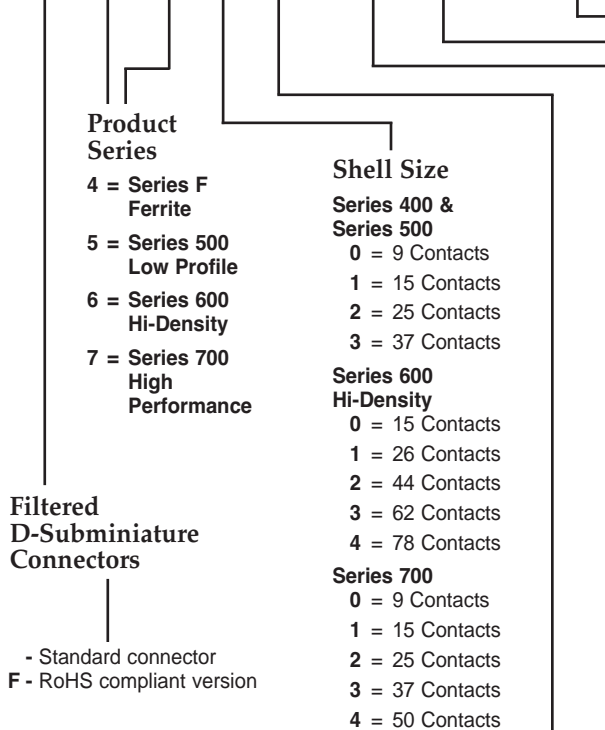 Product
Series
4 = Series F
Ferrite
5 = Series 500
Low Profile
6 = Series 600
Hi-Density
7 = Series 700
High
Performance
Filtered
D-Subminiature
Connectors
- Standard connector
F - RoHS compliant version
Shell Size
Series 400 &
Series 500
0 = 9 Contacts
1 = 15 Contacts
2 = 25 Contacts
3 = 37 Contacts
Series 600
Hi-Density
0 = 15 Contacts
1 = 26 Contacts
2 = 44 Contacts
3 = 62 Contacts
4 = 78 Contacts
Series 700
0 = 9 Contacts
1 = 15 Contacts
2 = 25 Contacts
3 = 37 Contacts
4 = 50 Contacts